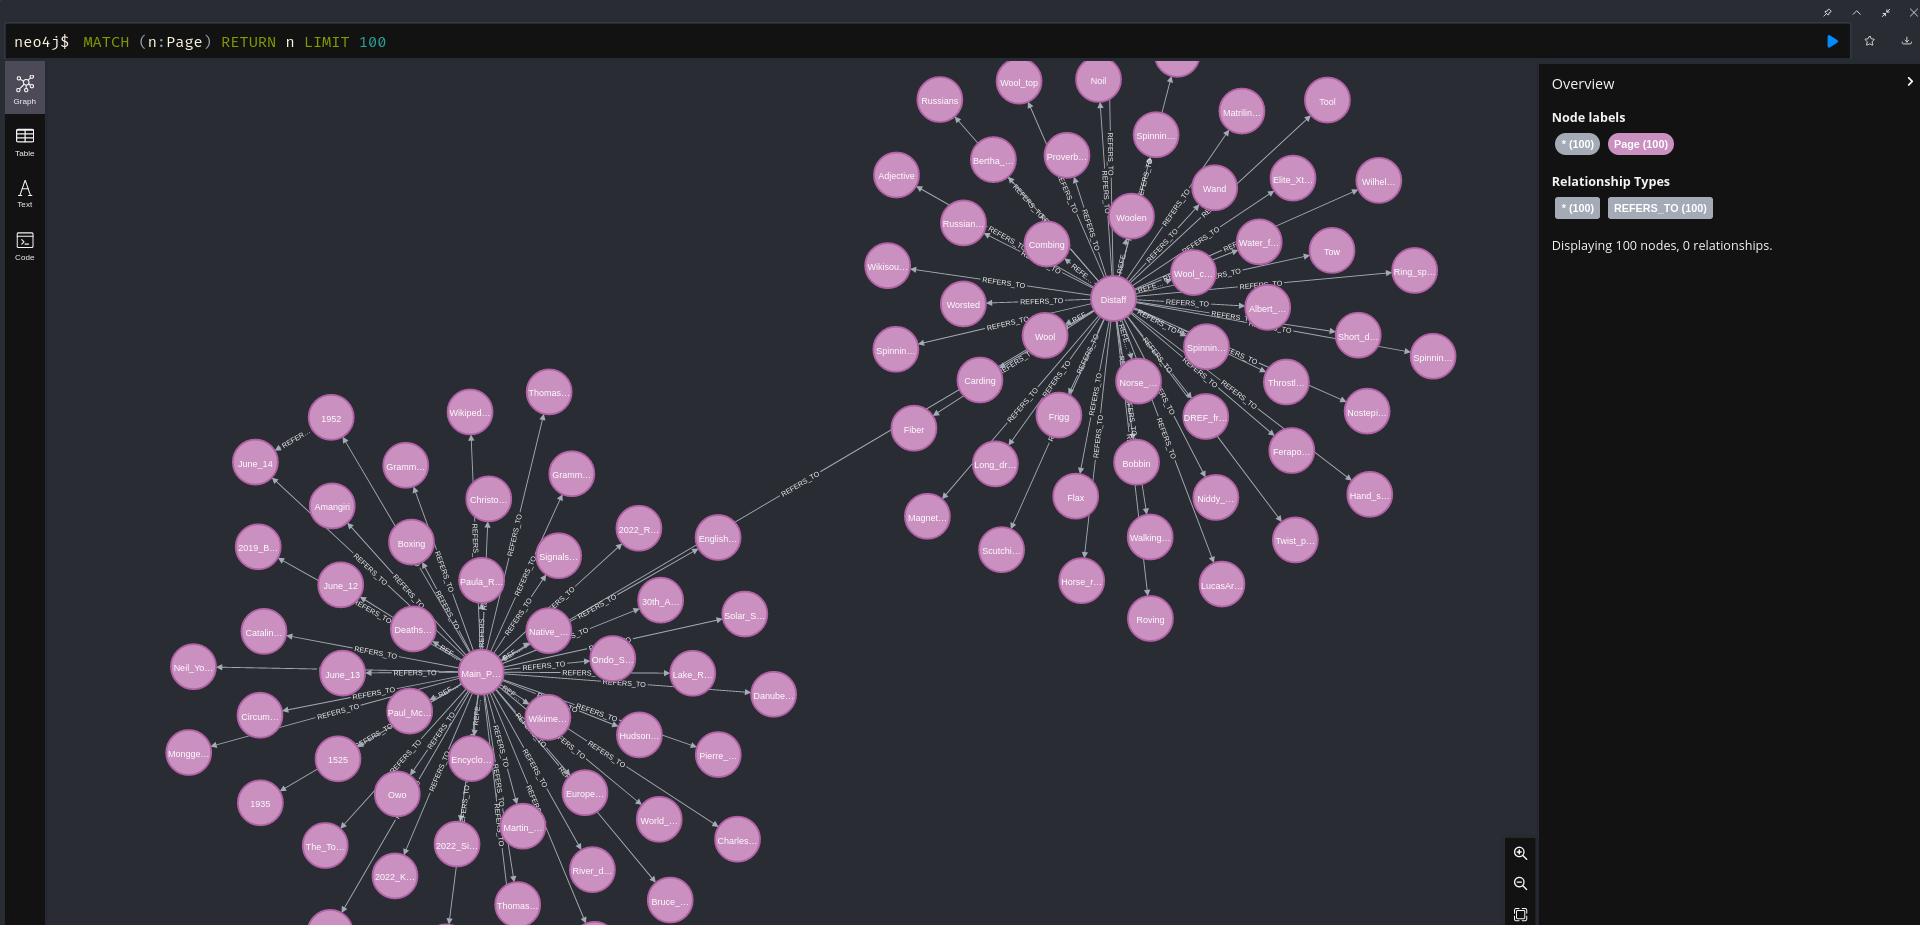 neo4j$ MATCH (n:Page) RETURN n LIMIT 100
Graph
Table
Text
Code
Overview
Node labels
* (100) Page (100)
Relationship Types
* (100) REFERS_TO (100)
Displaying 100 nodes, 0 relationships.
Wool_top
Noil
Russians
Tool
Matrilin...
Spinnin...
Bertha_...
Proverb...
Adjective
Elite_Xt...
Wilhel...
Wand
Russian...
Woolen
Combing
Water_f...
Tow
Wikisou...
Wool_c...
Ring_sp...
Worsted
Distaff
Albert_...
Wool
Short_d...
Spinnin...
Spinnin...
Spinnin...
Carding
Norse_...
Throstl...
Nostepi...
Frigg
DREF_fr...
Fiber
Ferapo...
Long_dr...
Bobbin
Flax
Niddy_...
Hand_s...
Magnet...
Walking...
Twist_p...
Scutchi...
Horse_r...
LucasAr...
Roving
REFERS_TO
Thomas...
Wikiped...
1952
REFER...
June_14
Gramm...
Gramm...
Christo...
Amangiri
2022_R...
English...
Boxing
2019_B...
Signals...
June_12
Paula_R...
30th_A...
Solar_S...
Catalin...
Deaths...
Native_...
Ondo_S...
Neil_Yo...
June_13
Main_P...
Lake_R...
Danube...
Circum...
Paul_Mc...
Wikime...
Hudson...
Mongge...
1525
Encyclo...
Pierre_...
1935
Owo
Europe...
Martin_...
World_...
Charles...
The_To...
2022_Si...
2022_K...
River_d...
Thomas...
Bruce_...